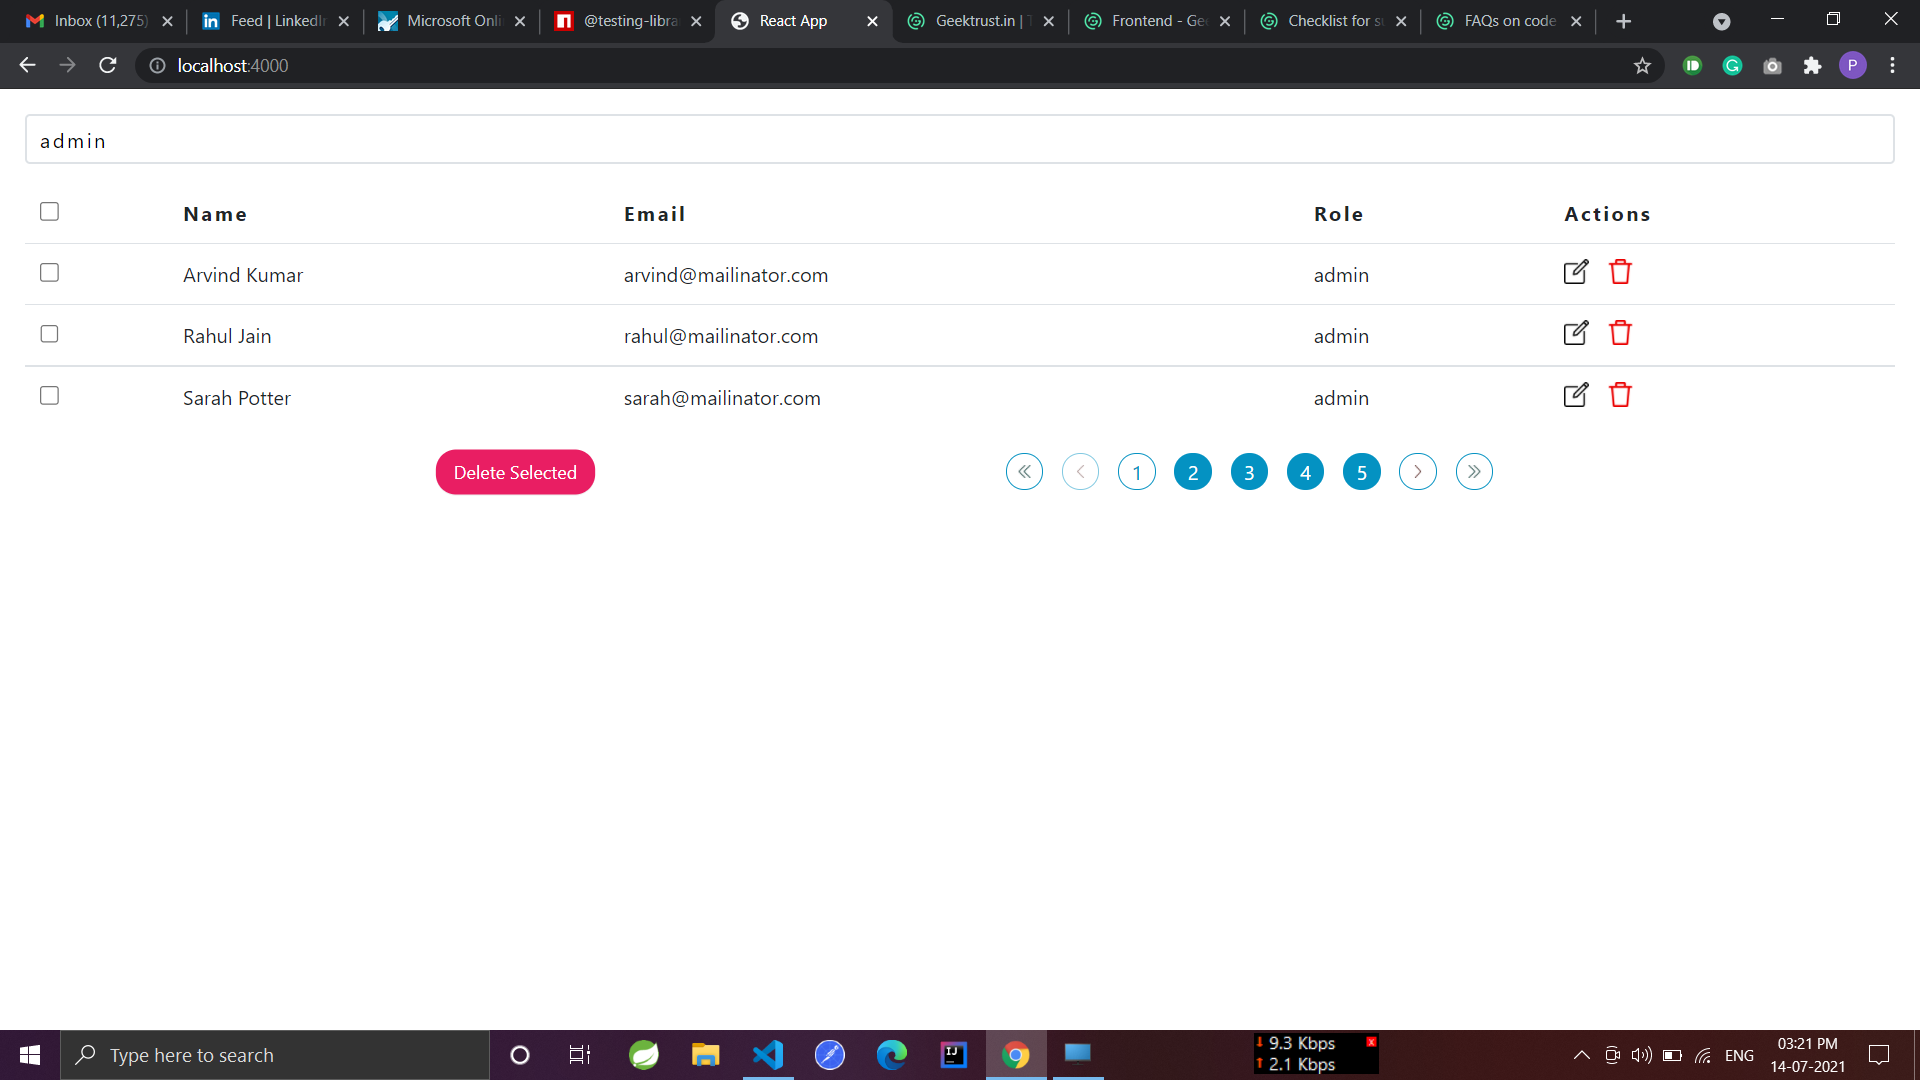 Inbox (11,275)
Feed | LinkedIn
Microsoft Onli
@testing-libra
React App
Geektrust.in | T
Frontend - Gee
Checklist for su
FAQs on code
localhost:4000
P
admin
Name Email Role Actions
Arvind Kumar arvind@mailinator.com admin
Rahul Jain rahul@mailinator.com admin
Sarah Potter sarah@mailinator.com admin
Delete Selected
1 2 3 4 5
Type here to search
9.3 Kbps
2.1 Kbps
ENG
03:21 PM
14-07-2021